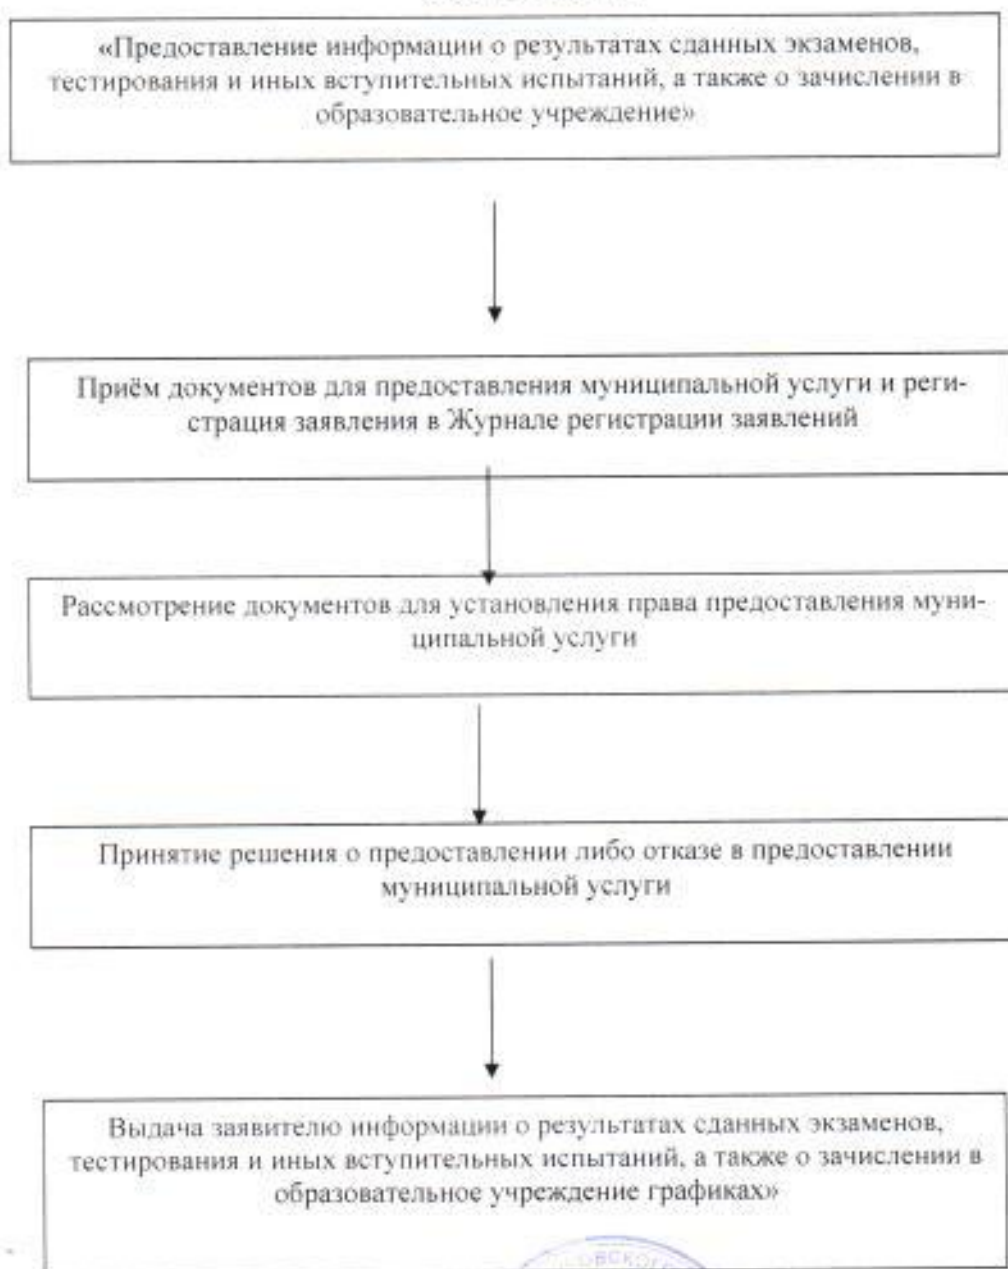 «Предоставление информации о результатах сданных экзаменов,
тестирования и иных вступительных испытаний, а также о зачислении в
образовательное учреждение»
Приём документов для предоставления муниципальной услуги и реги-
страция заявления в Журнале регистрации заявлений
Рассмотрение документов для установления права предоставления муни-
ципальной услуги
Принятие решения о предоставлении либо отказе в предоставлении
муниципальной услуги
Выдача заявителю информации о результатах сданных экзаменов,
тестирования и иных вступительных испытаний, а также о зачислении в
образовательное учреждение графиках»